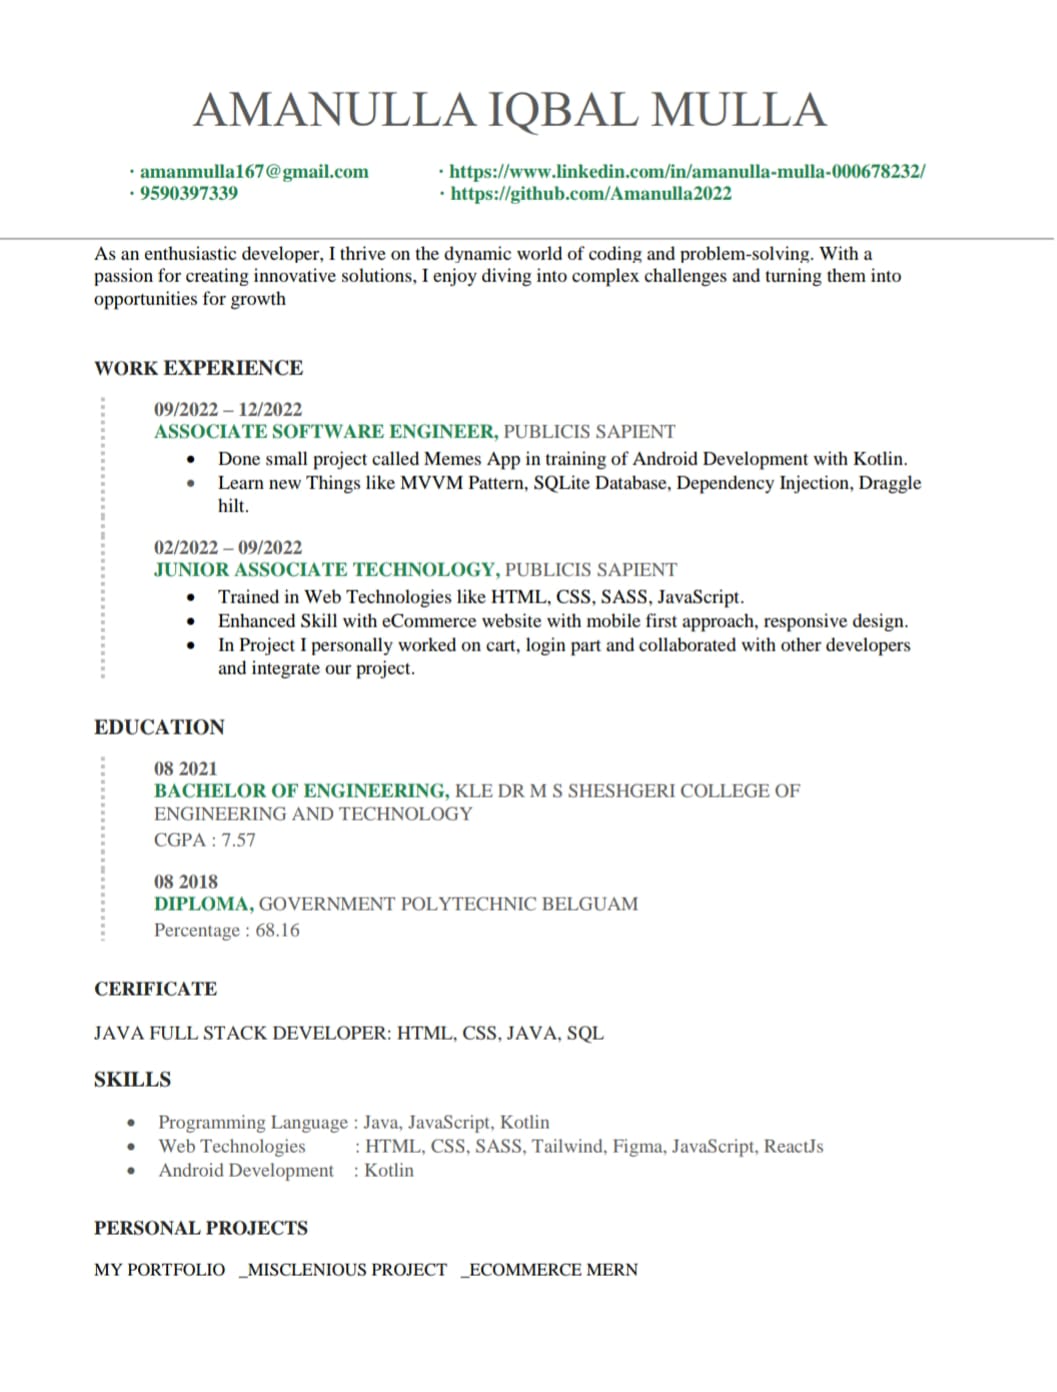 AMANULLA IQBAL MULLA
· amanmulla167@gmail.com
· https://www.linkedin.com/in/amanulla-mulla-000678232/
· 9590397339
· https://github.com/Amanulla2022
As an enthusiastic developer, I thrive on the dynamic world of coding and problem-solving. With a
passion for creating innovative solutions, I enjoy diving into complex challenges and turning them into
opportunities for growth
WORK EXPERIENCE
09/2022 – 12/2022
ASSOCIATE SOFTWARE ENGINEER, PUBLICIS SAPIENT
• Done small project called Memes App in training of Android Development with Kotlin.
• Learn new Things like MVVM Pattern, SQLite Database, Dependency Injection, Draggle
hilt.
02/2022 – 09/2022
JUNIOR ASSOCIATE TECHNOLOGY, PUBLICIS SAPIENT
• Trained in Web Technologies like HTML, CSS, SASS, JavaScript.
• Enhanced Skill with eCommerce website with mobile first approach, responsive design.
• In Project I personally worked on cart, login part and collaborated with other developers
and integrate our project.
EDUCATION
08 2021
BACHELOR OF ENGINEERING, KLE DR M S SHESHGERI COLLEGE OF
ENGINEERING AND TECHNOLOGY
CGPA : 7.57
08 2018
DIPLOMA, GOVERNMENT POLYTECHNIC BELGUAM
Percentage : 68.16
CERIFICATE
JAVA FULL STACK DEVELOPER: HTML, CSS, JAVA, SQL
SKILLS
• Programming Language : Java, JavaScript, Kotlin
• Web Technologies : HTML, CSS, SASS, Tailwind, Figma, JavaScript, ReactJs
• Android Development : Kotlin
PERSONAL PROJECTS
MY PORTFOLIO _MISCLENIOUS PROJECT _ECOMMERCE MERN